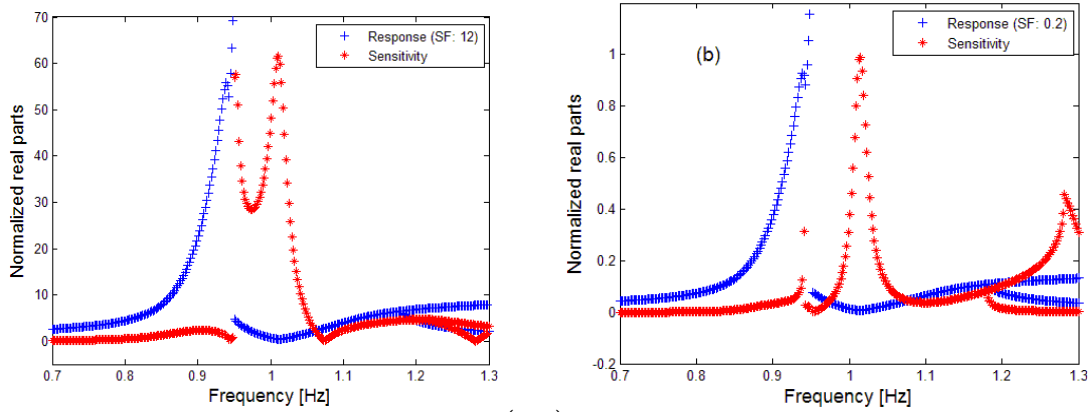 70
60
50
40
30
20
10
0
Normalized real parts
0.7 0.8 0.9 1 1.1 1.2 1.3
Frequency [Hz]
Response (SF: 12)
Sensitivity
1
0.8
0.6
0.4
0.2
0
-0.2
Normalized real parts
0.7 0.8 0.9 1 1.1 1.2 1.3
Frequency [Hz]
(b)
Response (SF: 0.2)
Sensitivity